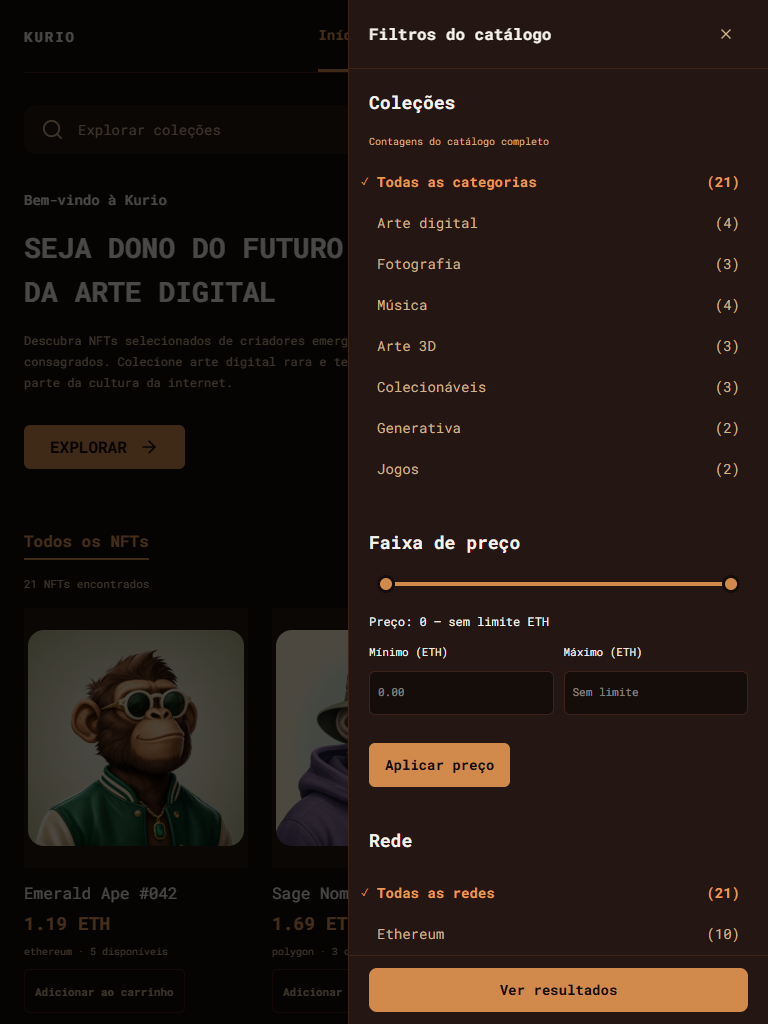 KURIO
Iníc
Explorar coleções
Bem-vindo à Kurio
SEJA DONO DO FUTURO
DA ARTE DIGITAL
Descubra NFTs selecionados de criadores emerg
consagrados. Colecione arte digital rara e te
parte da cultura da internet.
EXPLORAR →
Todos os NFTs
21 NFTs encontrados
Emerald Ape #042
1.19 ETH
ethereum · 5 disponíveis
Adicionar ao carrinho
Sage Nom
1.69 ET
polygon · 3 d
Adicionar
Filtros do catálogo ×
Coleções
Contagens do catálogo completo
✓ Todas as categorias (21)
Arte digital (4)
Fotografia (3)
Música (4)
Arte 3D (3)
Colecionáveis (3)
Generativa (2)
Jogos (2)
Faixa de preço
Preço: 0 — sem limite ETH
Mínimo (ETH) Máximo (ETH)
0.00 Sem limite
Aplicar preço
Rede
✓ Todas as redes (21)
Ethereum (10)
Ver resultados